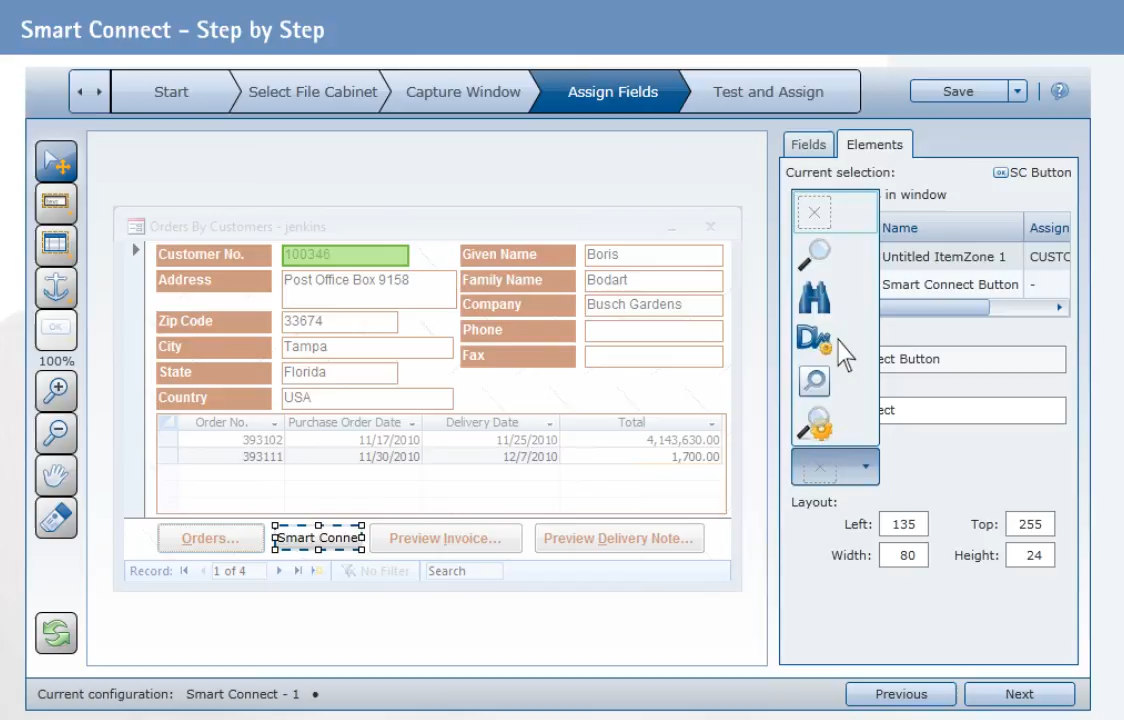 Smart Connect – Step by Step
Start
Select File Cabinet
Capture Window
Assign Fields
Test and Assign
Save
Fields
Elements
Current selection:
SC Button
in window
Name
Assign
Untitled ItemZone 1
CUSTC
Smart Connect Button
-
ct Button
ect
Layout:
Left: 135
Top: 255
Width: 80
Height: 24
OK
100%
Orders By Customers - jenkins
Customer No. 100346
Given Name Boris
Address Post Office Box 9158
Family Name Bodart
Company Busch Gardens
Zip Code 33674
Phone
City Tampa
Fax
State Florida
Country USA
Order No. Purchase Order Date Delivery Date Total
393102 11/17/2010 11/25/2010 4,143,630.00
393111 11/30/2010 12/7/2010 1,700.00
Orders...
Smart Connec
Preview Invoice...
Preview Delivery Note...
Record: 1 of 4 No Filter Search
Current configuration: Smart Connect - 1
Previous
Next